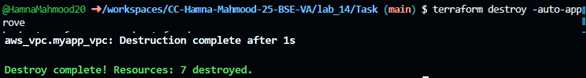 @HamnaMahmood20 ➜/workspaces/CC-Hamna-Mahmood-25-BSE-VA/lab_14/Task (main) $ terraform destroy -auto-app
rove
aws_vpc.myapp_vpc: Destruction complete after 1s
Destroy complete! Resources: 7 destroyed.